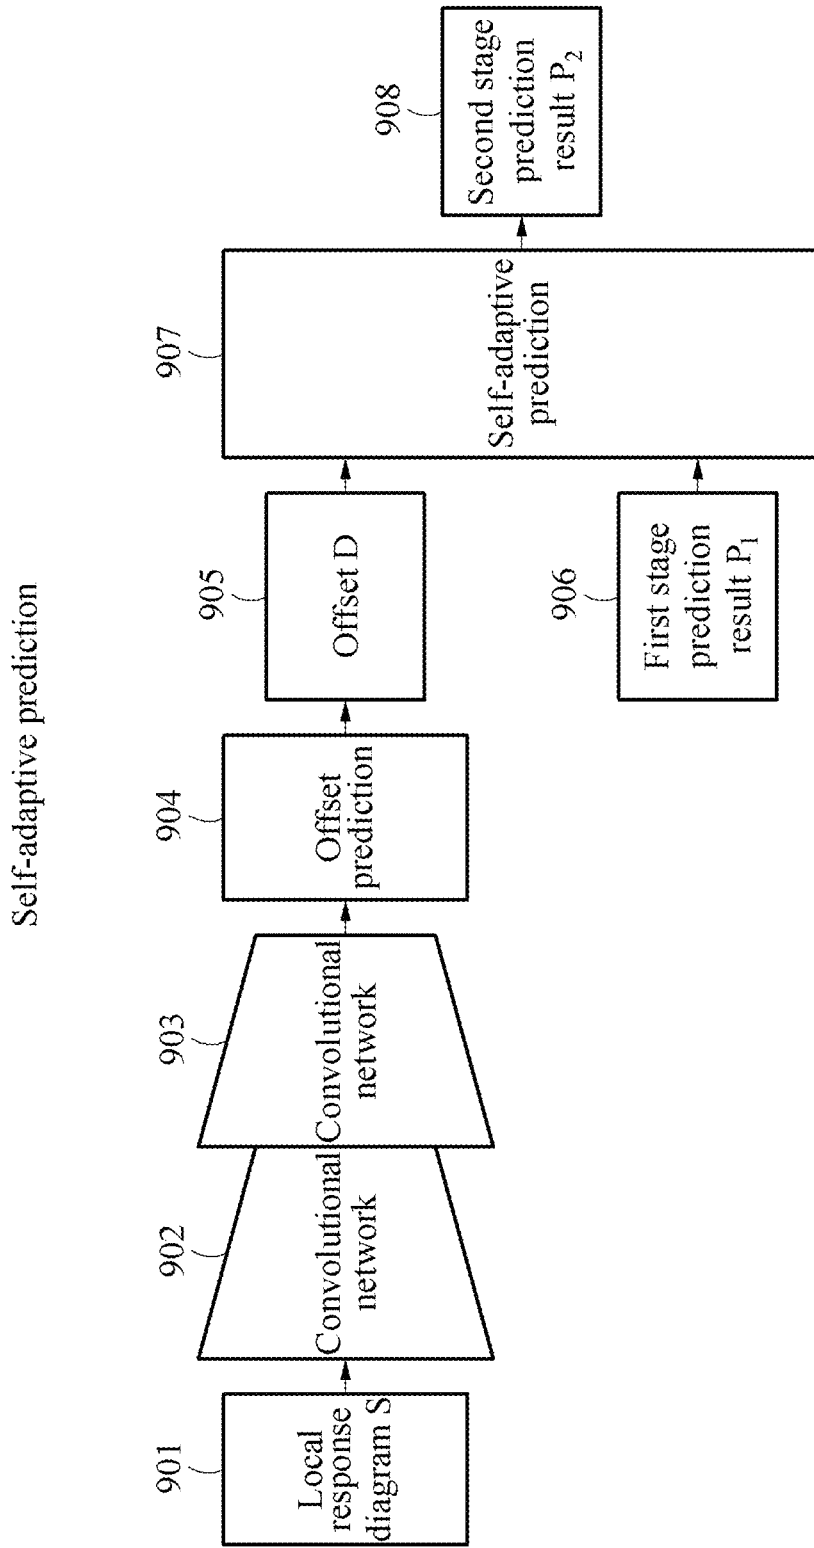 Self-adaptive prediction
901
Local
response
diagram S
902
Convolutional
network
903
Convolutional
network
904
Offset
prediction
905
Offset D
906
First stage
prediction
result P₁
907
Self-adaptive
prediction
908
Second stage
prediction
result P₂